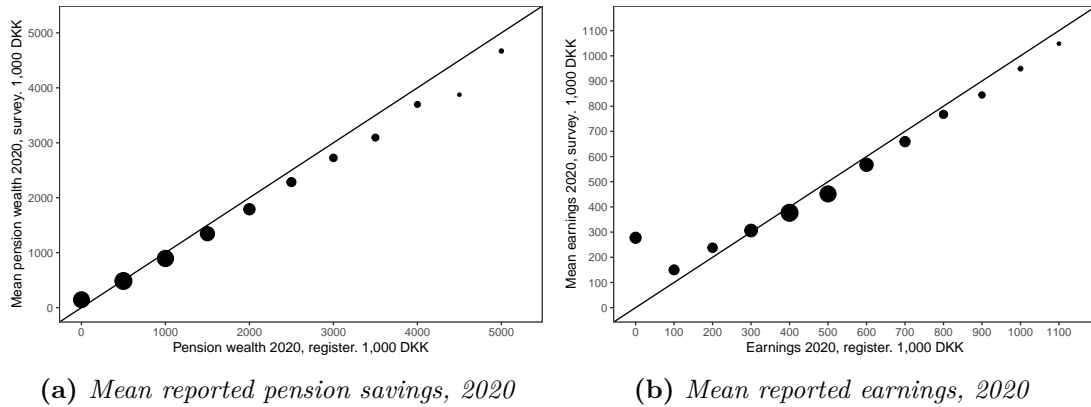 Mean pension wealth 2020, survey. 1,000 DKK
5000
4000
3000
2000
1000
0
0 1000 2000 3000 4000 5000
Pension wealth 2020, register. 1,000 DKK
(a) Mean reported pension savings, 2020
Mean earnings 2020, survey. 1,000 DKK
1100
1000
900
800
700
600
500
400
300
200
100
0
0 100 200 300 400 500 600 700 800 900 1000 1100
Earnings 2020, register. 1,000 DKK
(b) Mean reported earnings, 2020